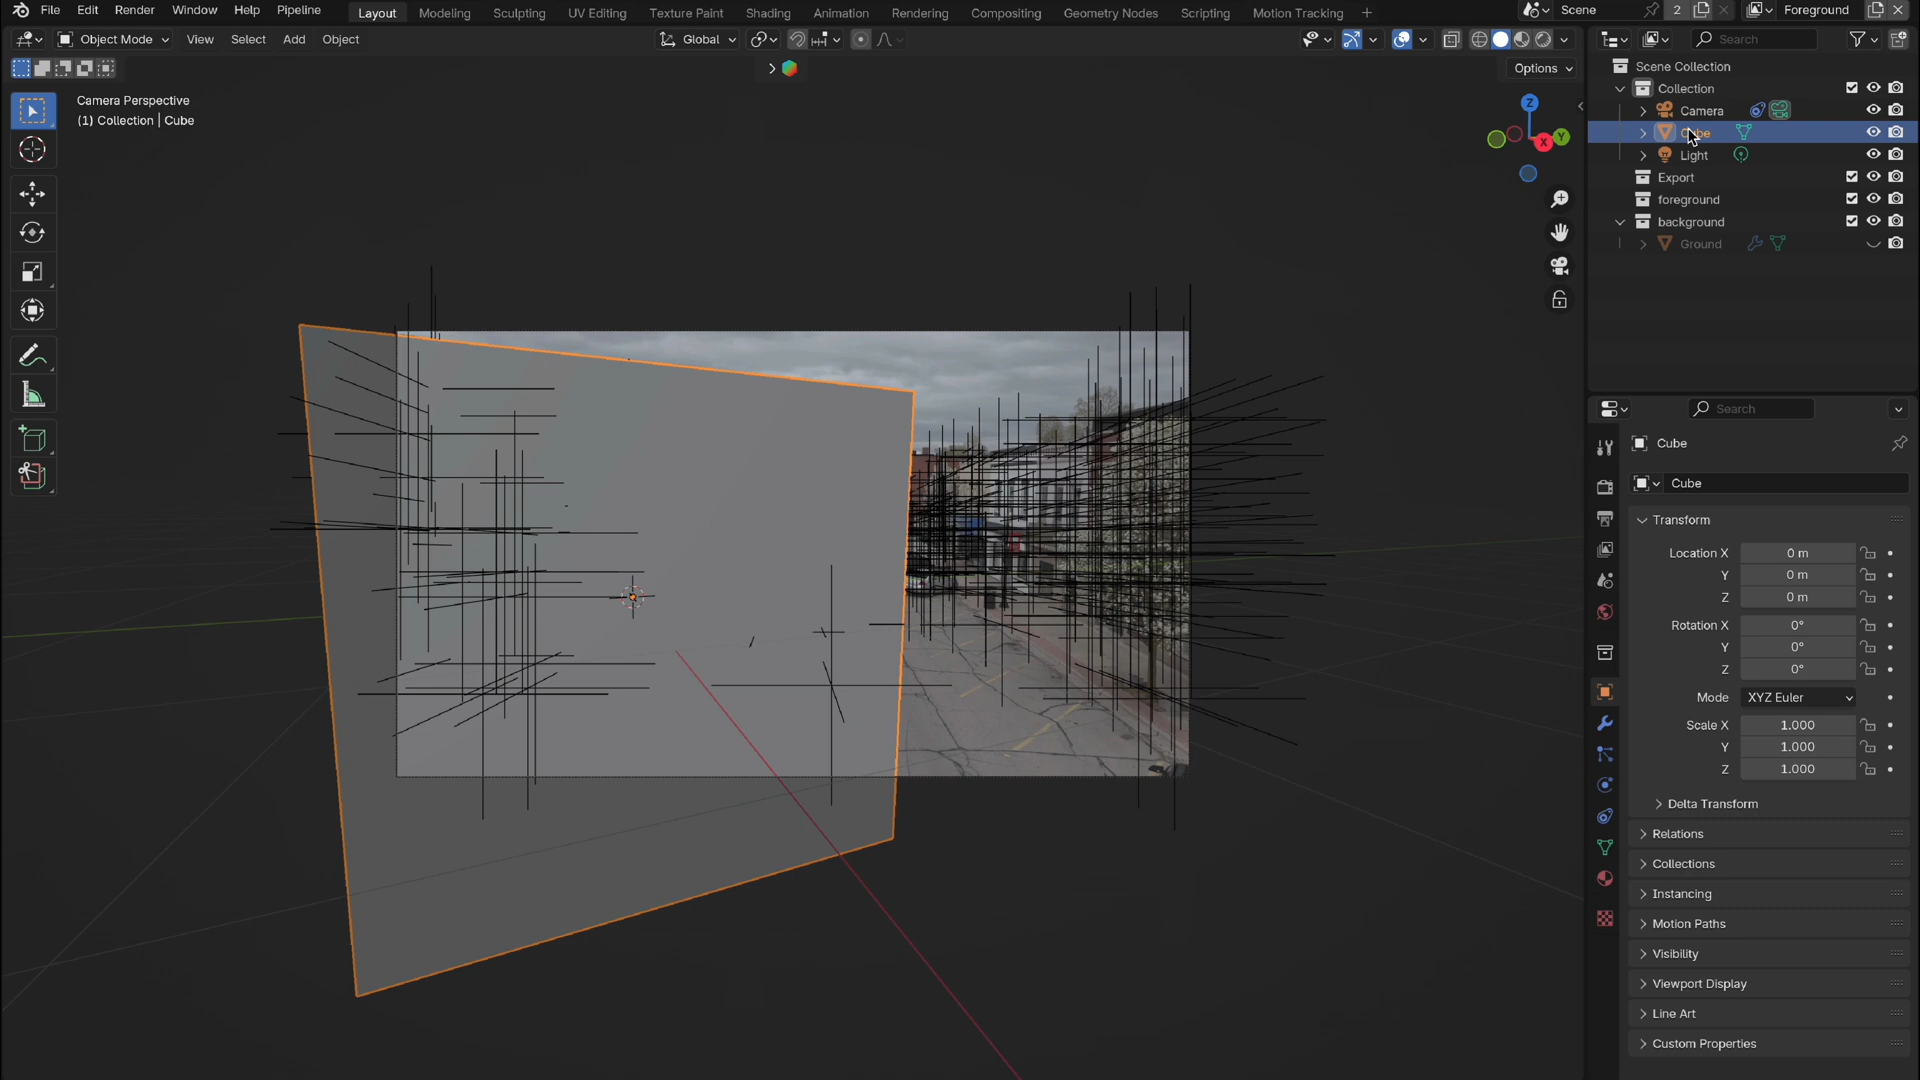 File Edit Render Window Help Pipeline
Layout Modeling Sculpting UV Editing Texture Paint Shading Animation Rendering Compositing Geometry Nodes Scripting Motion Tracking +
Scene 2 Foreground
Object Mode View Select Add Object
Global
Search
Options
Camera Perspective
(1) Collection | Cube
Z
Y
X
Scene Collection
Collection
Camera
Cube
Light
Export
foreground
background
Ground
Search
Cube
Cube
Transform
Location X 0 m
Y 0 m
Z 0 m
Rotation X 0°
Y 0°
Z 0°
Mode XYZ Euler
Scale X 1.000
Y 1.000
Z 1.000
Delta Transform
Relations
Collections
Instancing
Motion Paths
Visibility
Viewport Display
Line Art
Custom Properties